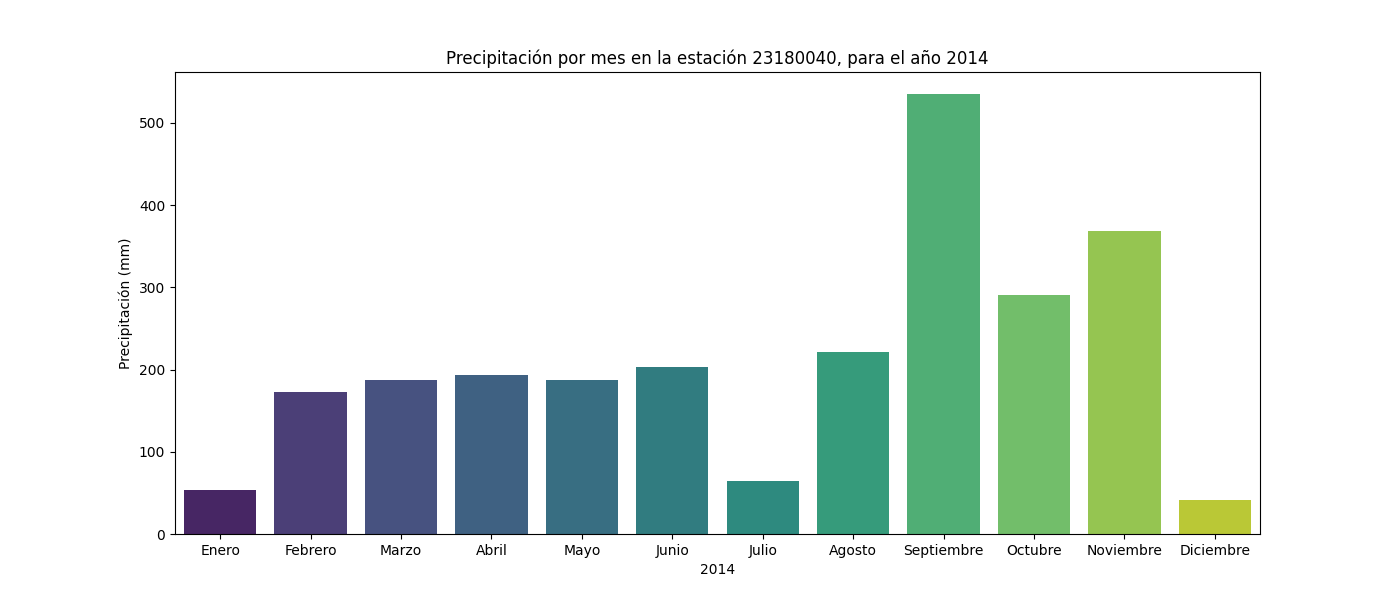 Precipitación por mes en la estación 23180040, para el año 2014
Precipitación (mm)
500
400
300
200
100
0
Enero Febrero Marzo Abril Mayo Junio Julio Agosto Septiembre Octubre Noviembre Diciembre
2014